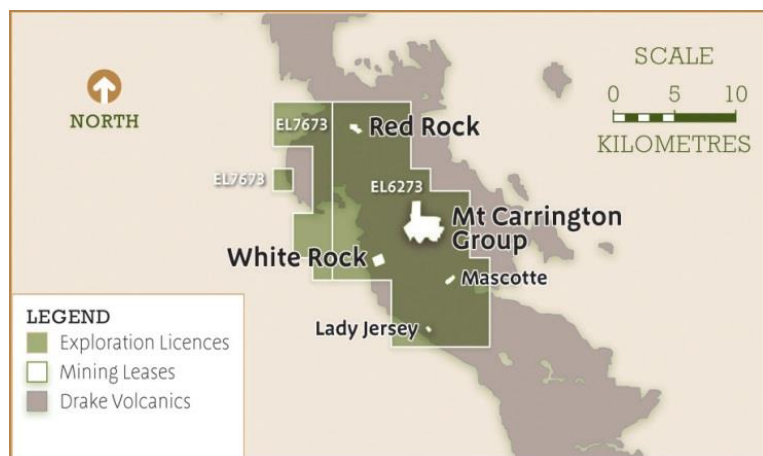 SCALE
0 5 10
KILOMETRES
NORTH
EL7673
Red Rock
EL7673
EL6273
Mt Carrington
Group
White Rock
Mascotte
Lady Jersey
LEGEND
Exploration Licences
Mining Leases
Drake Volcanics